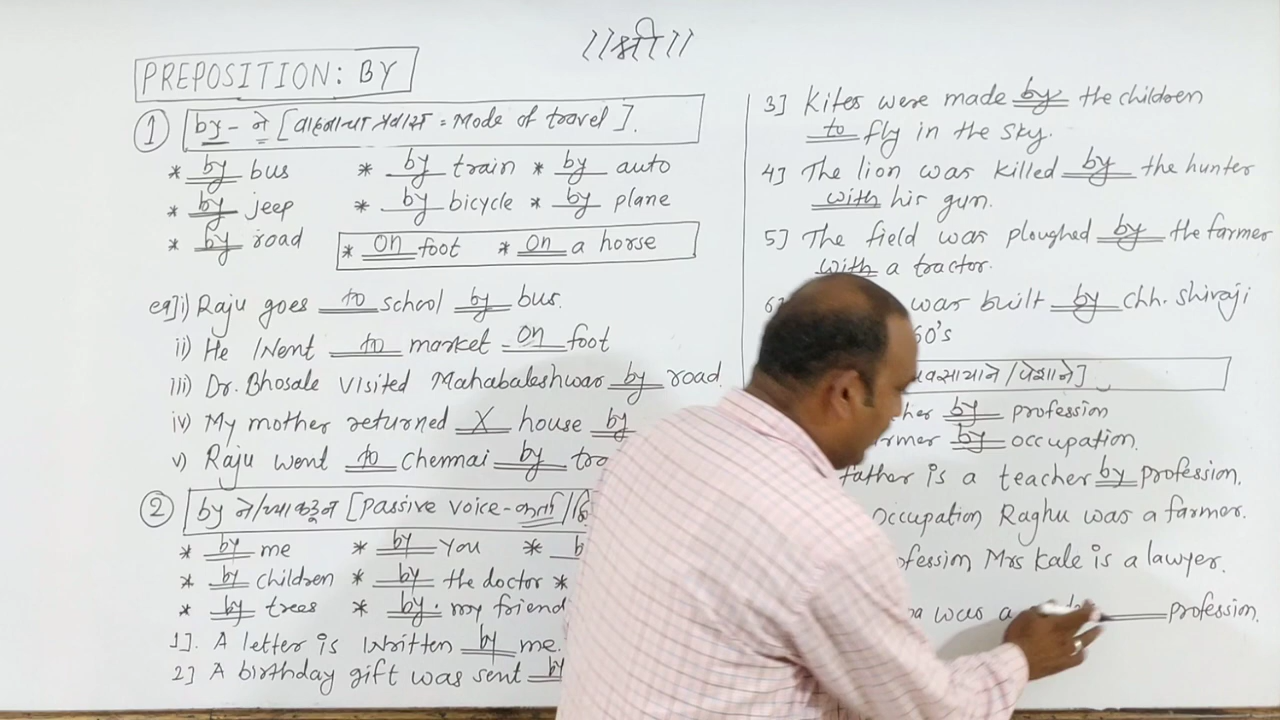 ॥श्री॥
PREPOSITION: BY
1 by - ने [वाहनाचा प्रवास = Mode of travel].
* by bus * by train * by auto
* by jeep * by bicycle * by plane
* by road * on foot * on a horse
eg] i) Raju goes to school by bus.
ii) He went to market on foot
iii) Dr. Bhosale visited Mahabaleshwar by road.
iv) My mother returned X house by
v) Raju went to Chennai by
2 by ने/च्याकडून [Passive voice - कर्ता/
* by me * by you *
* by children * by the doctor *
* by trees * by my friend
1]. A letter is written by me.
2] A birthday gift was sent by
3] Kites were made by the children
to fly in the sky.
4] The lion was killed by the hunter
with his gun.
5] The field was ploughed by the farmer
with a tractor.
6] was built by chh. Shivaji
60's
व्यवसायाने/पेशाने]
by profession
by occupation.
father is a teacher by profession.
Occupation Raghu was a farmer.
Mrs Kale is a lawyer.
was a profession.